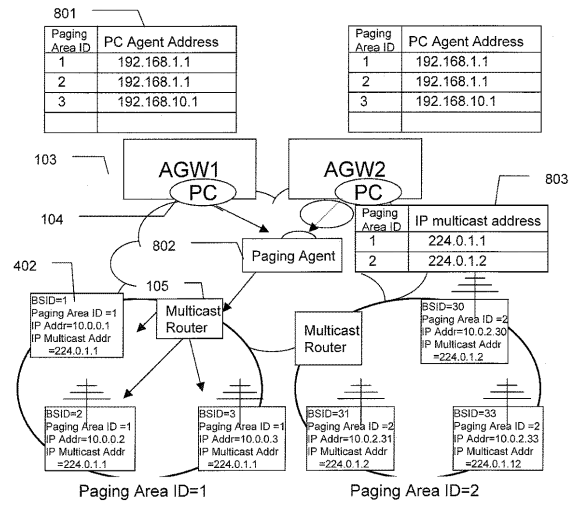 801
Paging Area ID PC Agent Address
1 192.168.1.1
2 192.168.1.1
3 192.168.10.1
Paging Area ID PC Agent Address
1 192.168.1.1
2 192.168.1.1
3 192.168.10.1
103
AGW1
PC
AGW2
PC
803
104
802
Paging Agent
Paging Area ID IP multicast address
1 224.0.1.1
2 224.0.1.2
402
105
BSID=1
Paging Area ID =1
IP Addr=10.0.0.1
IP Multicast Addr
=224.0.1.1
Multicast
Router
Multicast
Router
BSID=30
Paging Area ID =2
IP Addr=10.0.2.30
IP Multicast Addr
=224.0.1.2
BSID=2
Paging Area ID =1
IP Addr=10.0.0.2
IP Multicast Addr
=224.0.1.1
BSID=3
Paging Area ID =1
IP Addr=10.0.0.3
IP Multicast Addr
=224.0.1.1
BSID=31
Paging Area ID =2
IP Addr=10.0.2.31
IP Multicast Addr
=224.0.1.2
BSID=33
Paging Area ID =2
IP Addr=10.0.2.33
IP Multicast Addr
=224.0.1.12
Paging Area ID=1
Paging Area ID=2